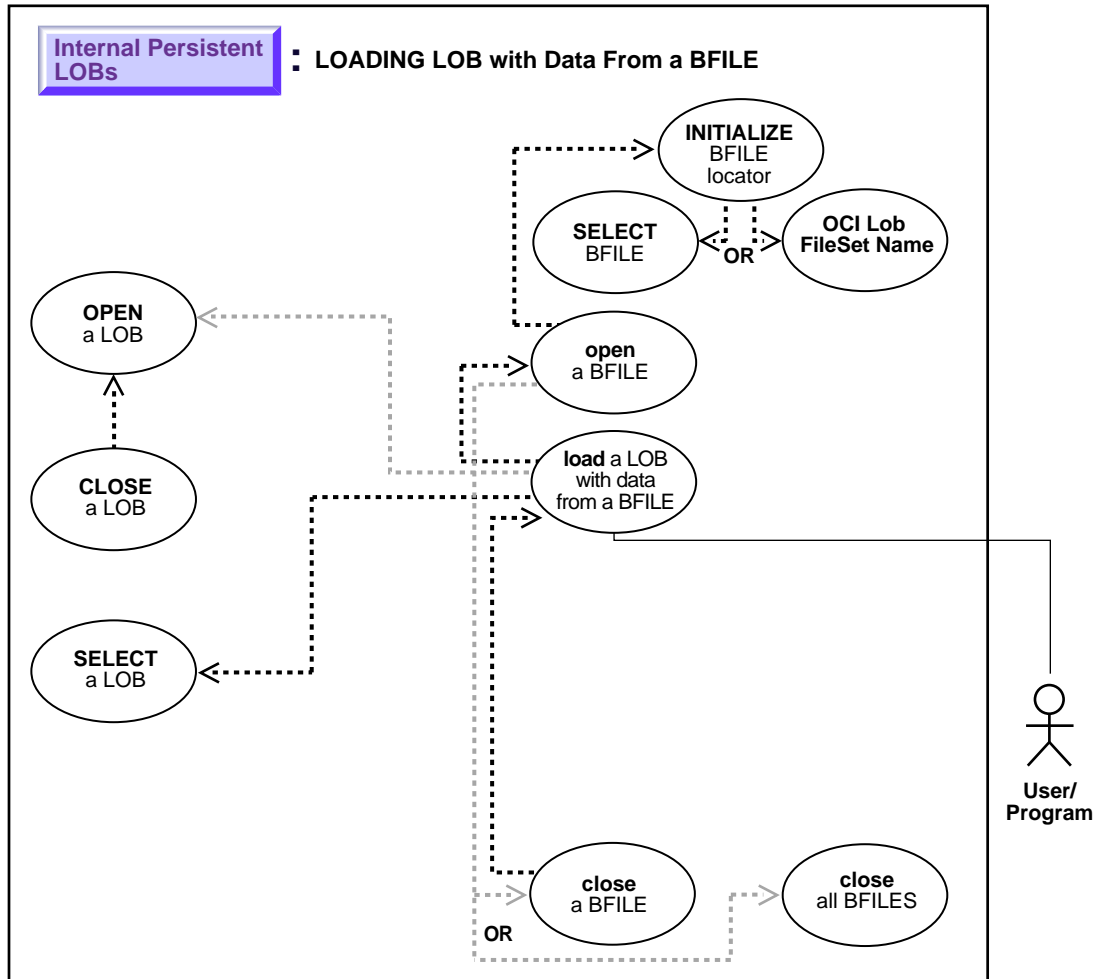 Internal Persistent
LOBs
: LOADING LOB with Data From a BFILE
INITIALIZE
BFILE
locator
SELECT
BFILE
OR
OCI Lob
FileSet Name
OPEN
a LOB
open
a BFILE
load a LOB
with data
from a BFILE
CLOSE
a LOB
SELECT
a LOB
User/
Program
close
a BFILE
OR
close
all BFILES